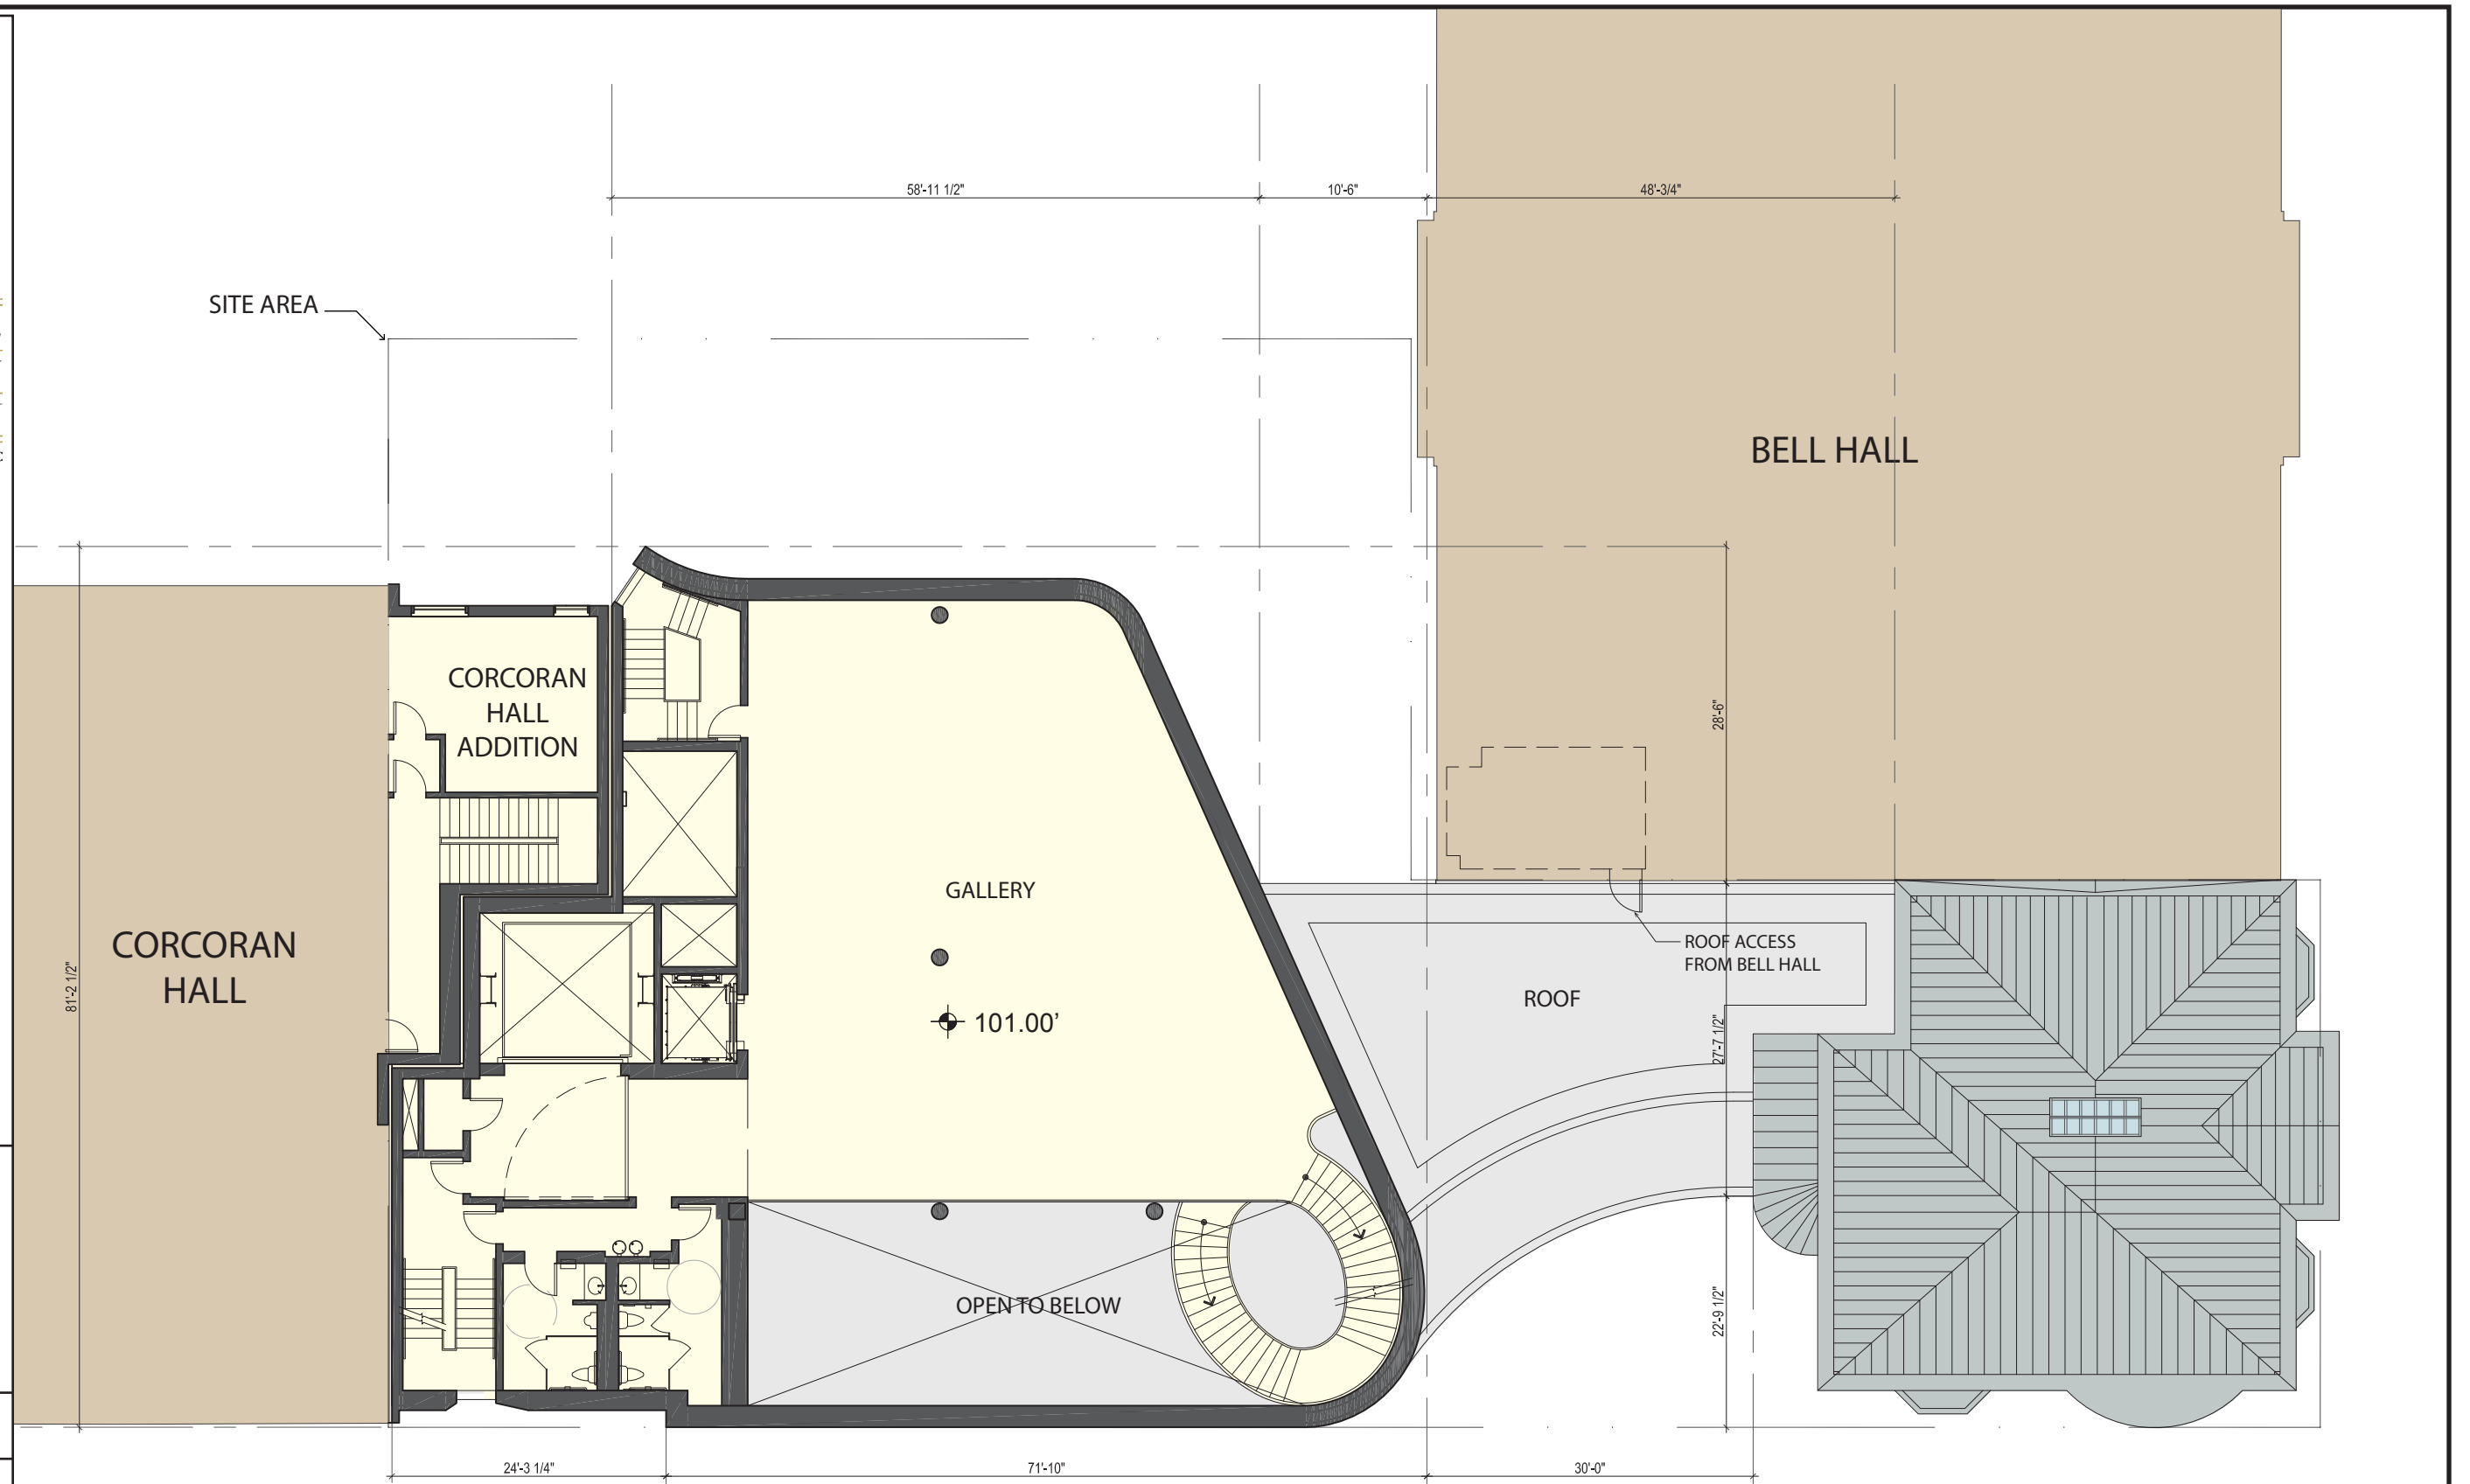 58'-11 1/2"
10'-6"
48'-3/4"
SITE AREA
BELL HALL
CORCORAN
HALL
ADDITION
28'-6"
GALLERY
CORCORAN
HALL
81'-2 1/2"
ROOF ACCESS
FROM BELL HALL
ROOF
101.00'
27'-7 1/2"
OPEN TO BELOW
22'-9 1/2"
24'-3 1/4"
71'-10"
30'-0"